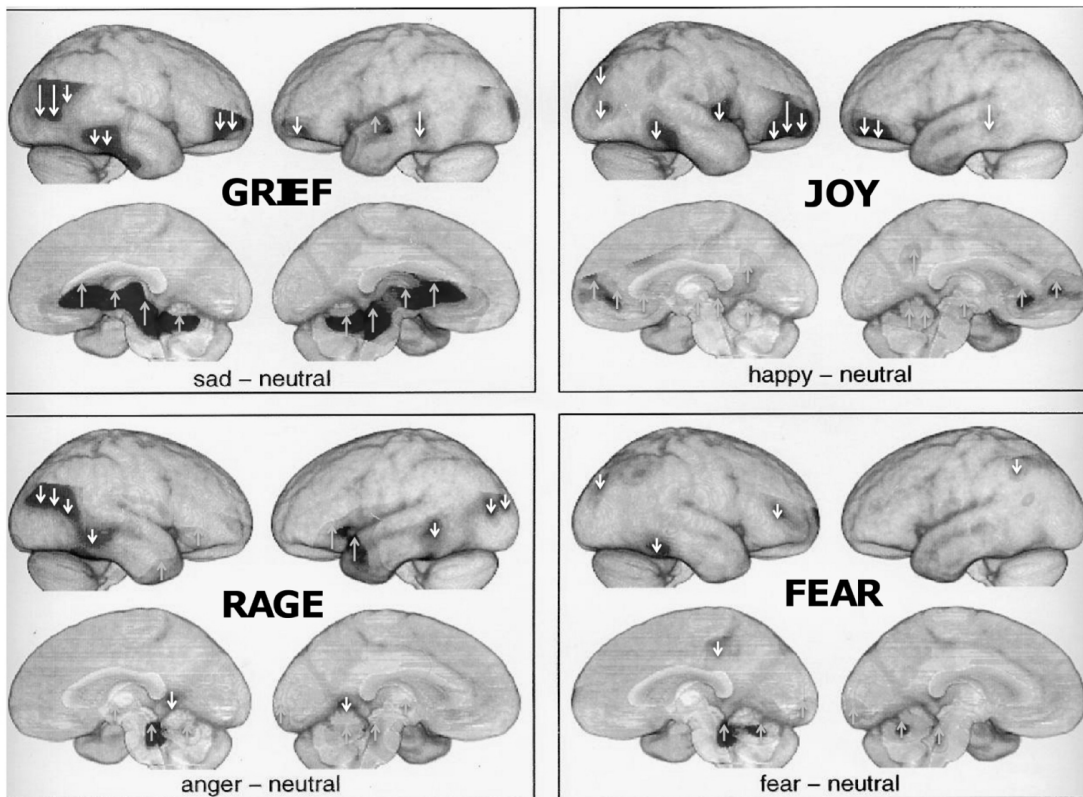 GRIEF
JOY
sad – neutral
happy – neutral
RAGE
FEAR
anger – neutral
fear – neutral